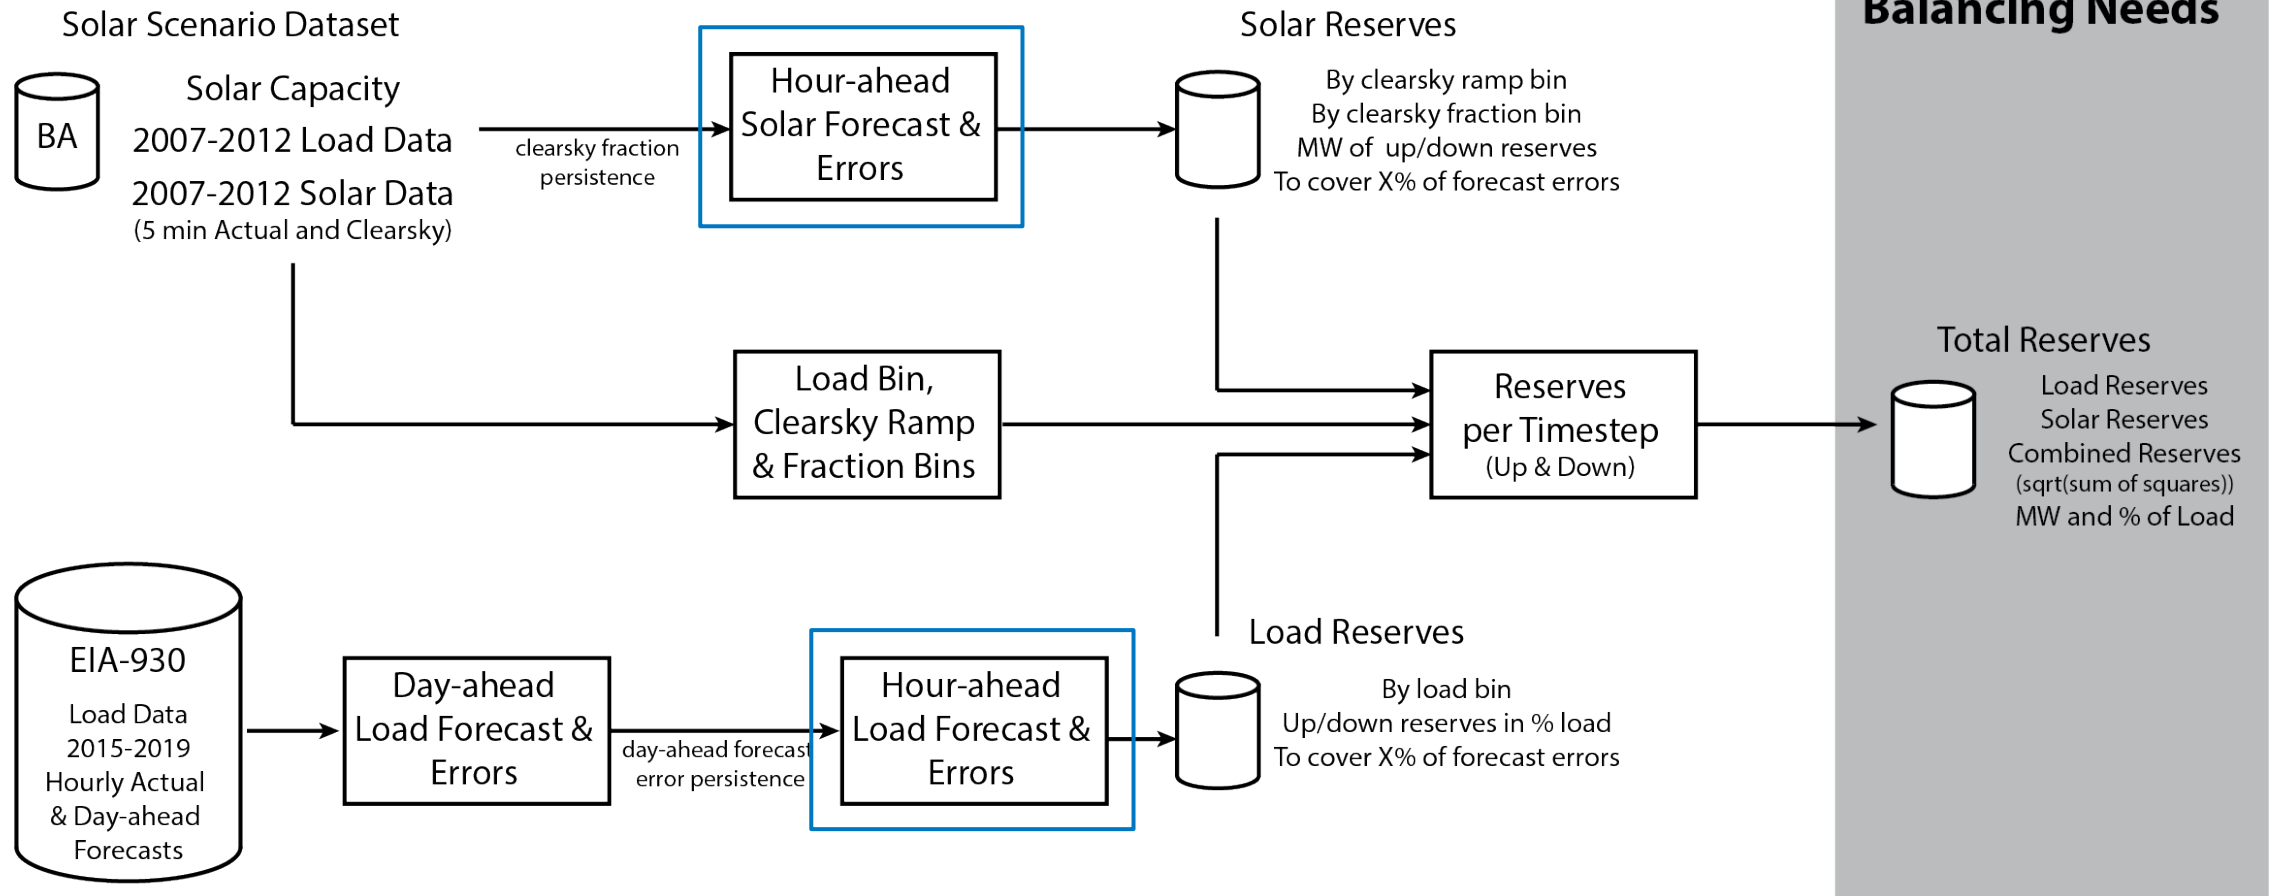 Balancing Needs
Solar Scenario Dataset
BA
Solar Capacity
2007-2012 Load Data
2007-2012 Solar Data
(5 min Actual and Clearsky)
clearsky fraction
persistence
Hour-ahead
Solar Forecast &
Errors
Solar Reserves
By clearsky ramp bin
By clearsky fraction bin
MW of up/down reserves
To cover X% of forecast errors
Load Bin,
Clearsky Ramp
& Fraction Bins
Reserves
per Timestep
(Up & Down)
Total Reserves
Load Reserves
Solar Reserves
Combined Reserves
(sqrt(sum of squares))
MW and % of Load
EIA-930
Load Data
2015-2019
Hourly Actual
& Day-ahead
Forecasts
Day-ahead
Load Forecast &
Errors
day-ahead forecast
error persistence
Hour-ahead
Load Forecast &
Errors
Load Reserves
By load bin
Up/down reserves in % load
To cover X% of forecast errors